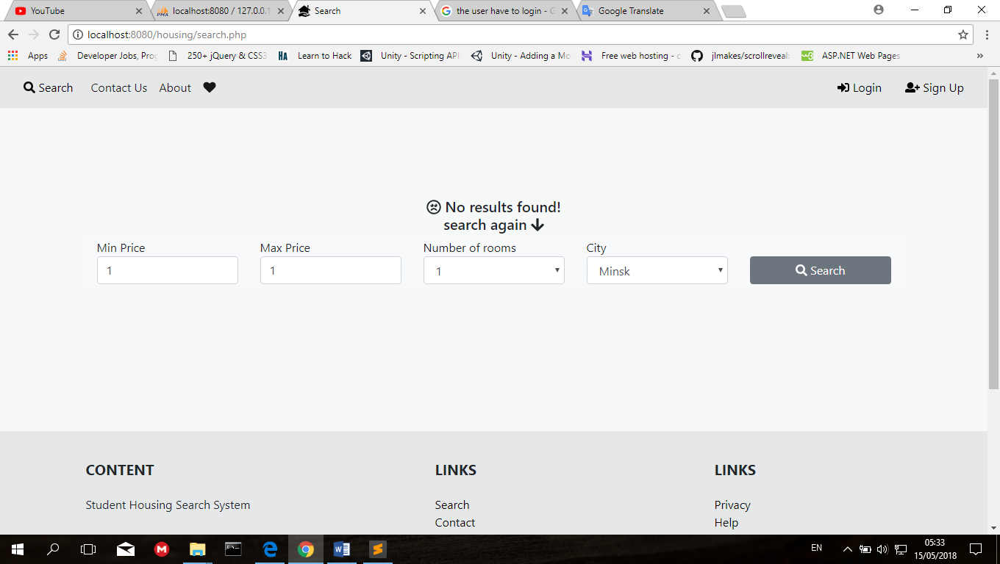 YouTube
localhost:8080 / 127.0.0.1
Search
the user have to login - G
Google Translate
localhost:8080/housing/search.php
Apps Developer Jobs, Prog 250+ jQuery & CSS3 Learn to Hack Unity - Scripting API Unity - Adding a Mo Free web hosting - c jlmakes/scrollreveal: ASP.NET Web Pages »
Search Contact Us About Login Sign Up
No results found!
search again
Min Price Max Price Number of rooms City
1 1 1 Minsk Search
CONTENT LINKS LINKS
Student Housing Search System Search Privacy
Contact Help
EN 05:33
15/05/2018